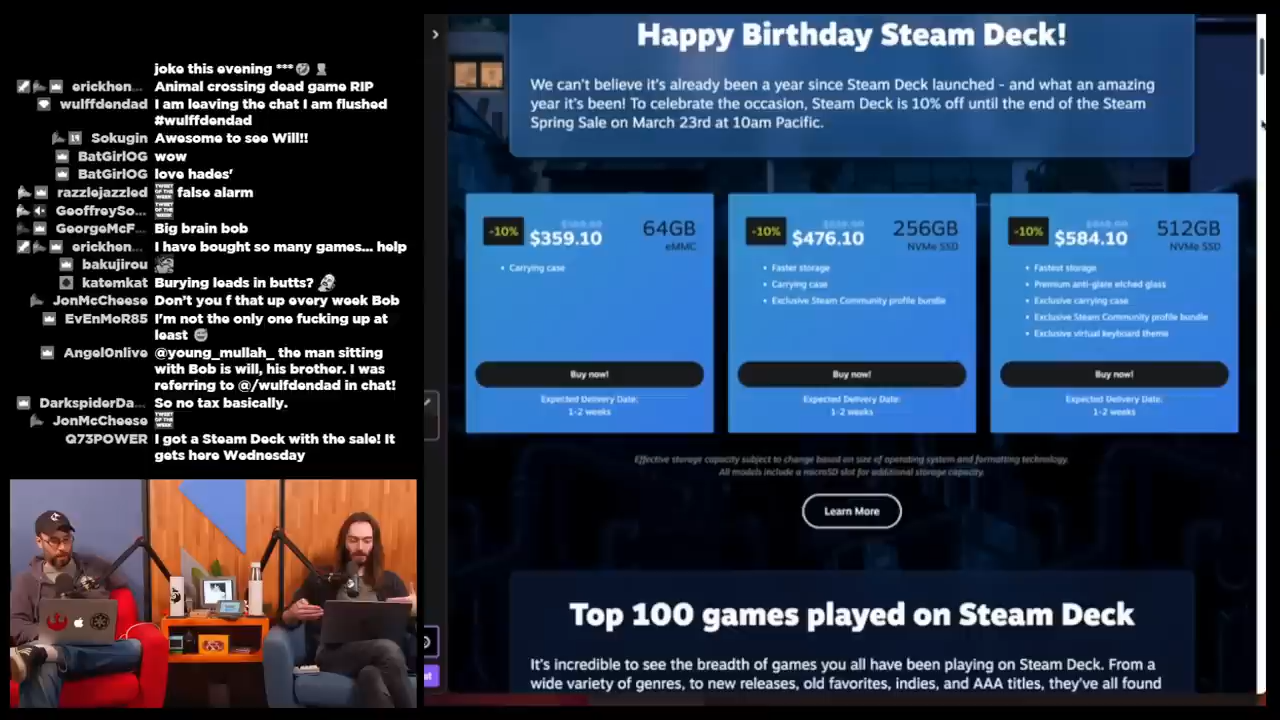 joke this evening ***
erickhen... Animal crossing dead game RIP
wulffdendad I am leaving the chat I am flushed
#wulffdendad
Sokugin Awesome to see Will!!
BatGirlOG wow
BatGirlOG love hades'
razzlejazzled false alarm
GeoffreySo...
GeorgeMcF... Big brain bob
erickhen... I have bought so many games... help
bakujirou
katemkat Burying leads in butts?
JonMcCheese Don't you f that up every week Bob
EvEnMoR85 I'm not the only one fucking up at
least
AngelOnlive @young_mullah_ the man sitting
with Bob is will, his brother. I was
referring to @/wulfdendad in chat!
DarkspiderDa... So no tax basically.
JonMcCheese
Q73POWER I got a Steam Deck with the sale! It
gets here Wednesday
Happy Birthday Steam Deck!
We can't believe it's already been a year since Steam Deck launched - and what an amazing
year it's been! To celebrate the occasion, Steam Deck is 10% off until the end of the Steam
Spring Sale on March 23rd at 10am Pacific.
-10% $359.10 64GB
eMMC
• Carrying case
Buy now!
Expected Delivery Date:
1-2 weeks
-10% $476.10 256GB
NVMe SSD
• Faster storage
• Carrying case
• Exclusive Steam Community profile bundle
Buy now!
Expected Delivery Date:
1-2 weeks
-10% $584.10 512GB
NVMe SSD
• Fastest storage
• Premium anti-glare etched glass
• Exclusive carrying case
• Exclusive Steam Community profile bundle
• Exclusive virtual keyboard theme
Buy now!
Expected Delivery Date:
1-2 weeks
Effective storage capacity subject to change based on size of operating system and formatting technology.
All models include a microSD slot for additional storage capacity.
Learn More
Top 100 games played on Steam Deck
It's incredible to see the breadth of games you all have been playing on Steam Deck. From a
wide variety of genres, to new releases, old favorites, indies, and AAA titles, they've all found